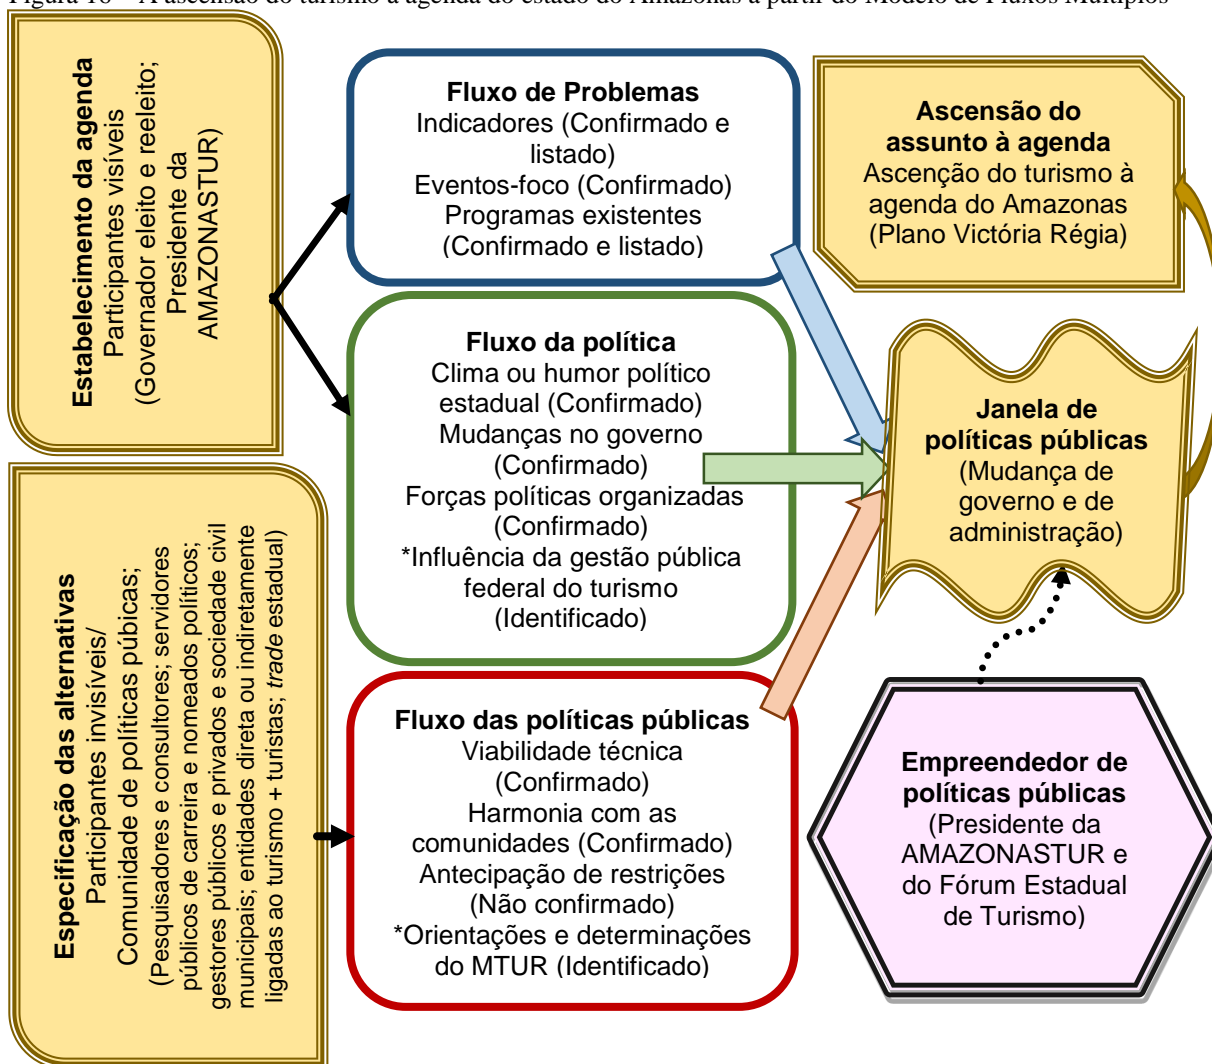 Figura 18 – A ascensão do turismo à agenda do estado do Amazonas a partir do Modelo de Fluxos Múltiplos
Estabelecimento da agenda
Participantes visíveis
(Governador eleito e reeleito;
Presidente da
AMAZONASTUR)
Especificação das alternativas
Participantes invisíveis/
Comunidade de políticas púbicas;
(Pesquisadores e consultores; servidores
públicos de carreira e nomeados políticos;
gestores públicos e privados e sociedade civil
municipais; entidades direta ou indiretamente
ligadas ao turismo + turistas; trade estadual)
Fluxo de Problemas
Indicadores (Confirmado e
listado)
Eventos-foco (Confirmado)
Programas existentes
(Confirmado e listado)
Fluxo da política
Clima ou humor político
estadual (Confirmado)
Mudanças no governo
(Confirmado)
Forças políticas organizadas
(Confirmado)
*Influência da gestão pública
federal do turismo
(Identificado)
Fluxo das políticas públicas
Viabilidade técnica
(Confirmado)
Harmonia com as
comunidades (Confirmado)
Antecipação de restrições
(Não confirmado)
*Orientações e determinações
do MTUR (Identificado)
Ascensão do
assunto à agenda
Ascenção do turismo à
agenda do Amazonas
(Plano Victória Régia)
Janela de
políticas públicas
(Mudança de
governo e de
administração)
Empreendedor de
políticas públicas
(Presidente da
AMAZONASTUR e
do Fórum Estadual
de Turismo)